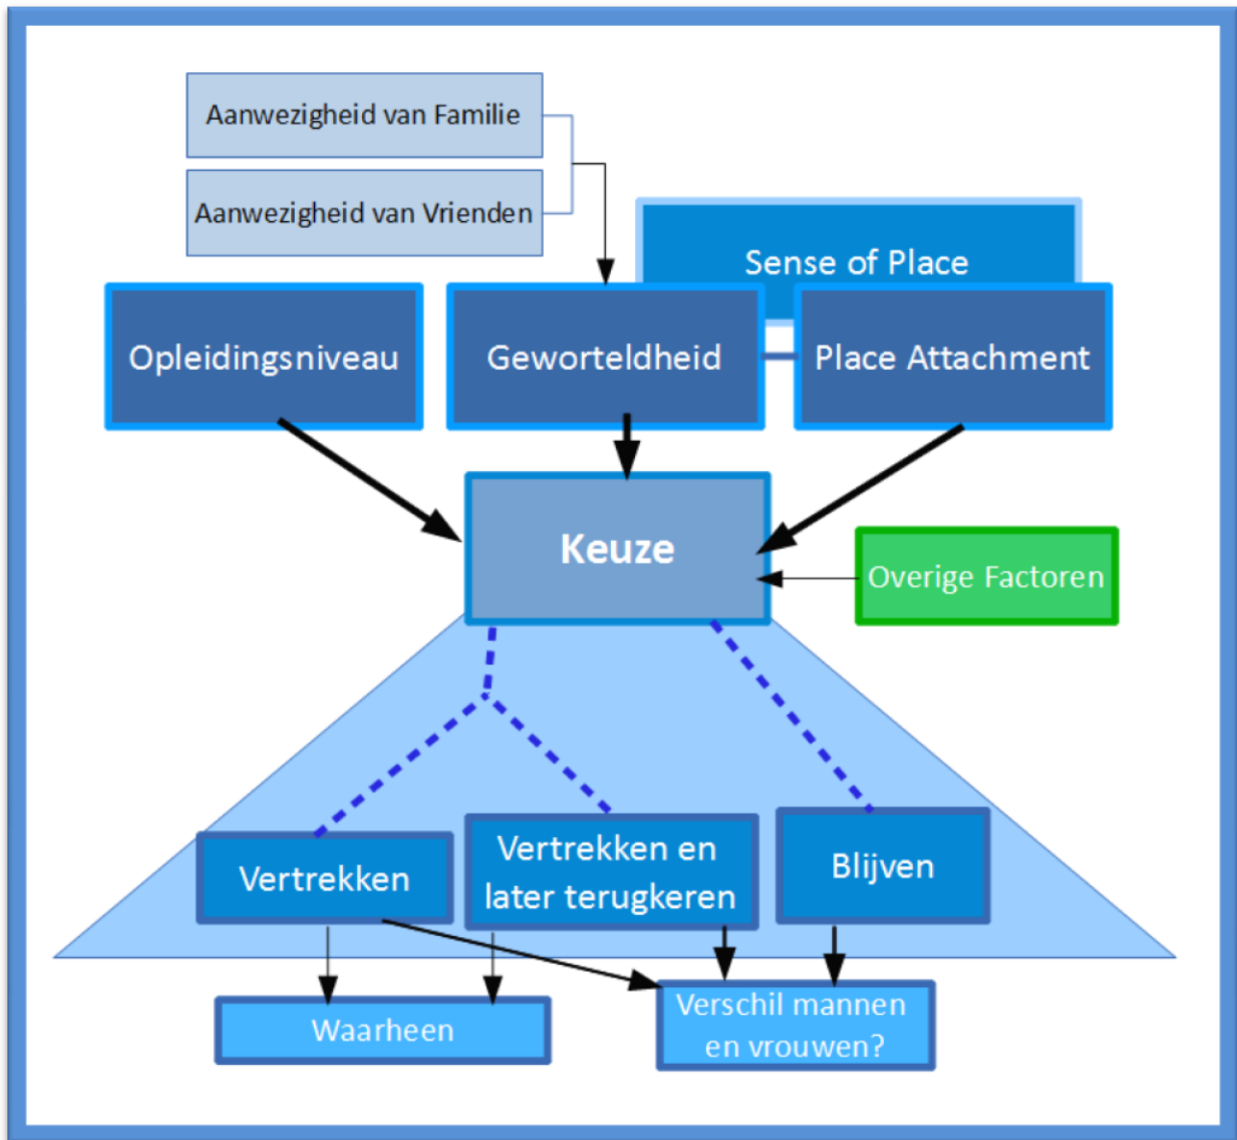 Aanwezigheid van Familie
Aanwezigheid van Vrienden
Sense of Place
Opleidingsniveau
Geworteldheid
Place Attachment
Keuze
Overige Factoren
Vertrekken
Vertrekken en
later terugkeren
Blijven
Waarheen
Verschil mannen
en vrouwen?